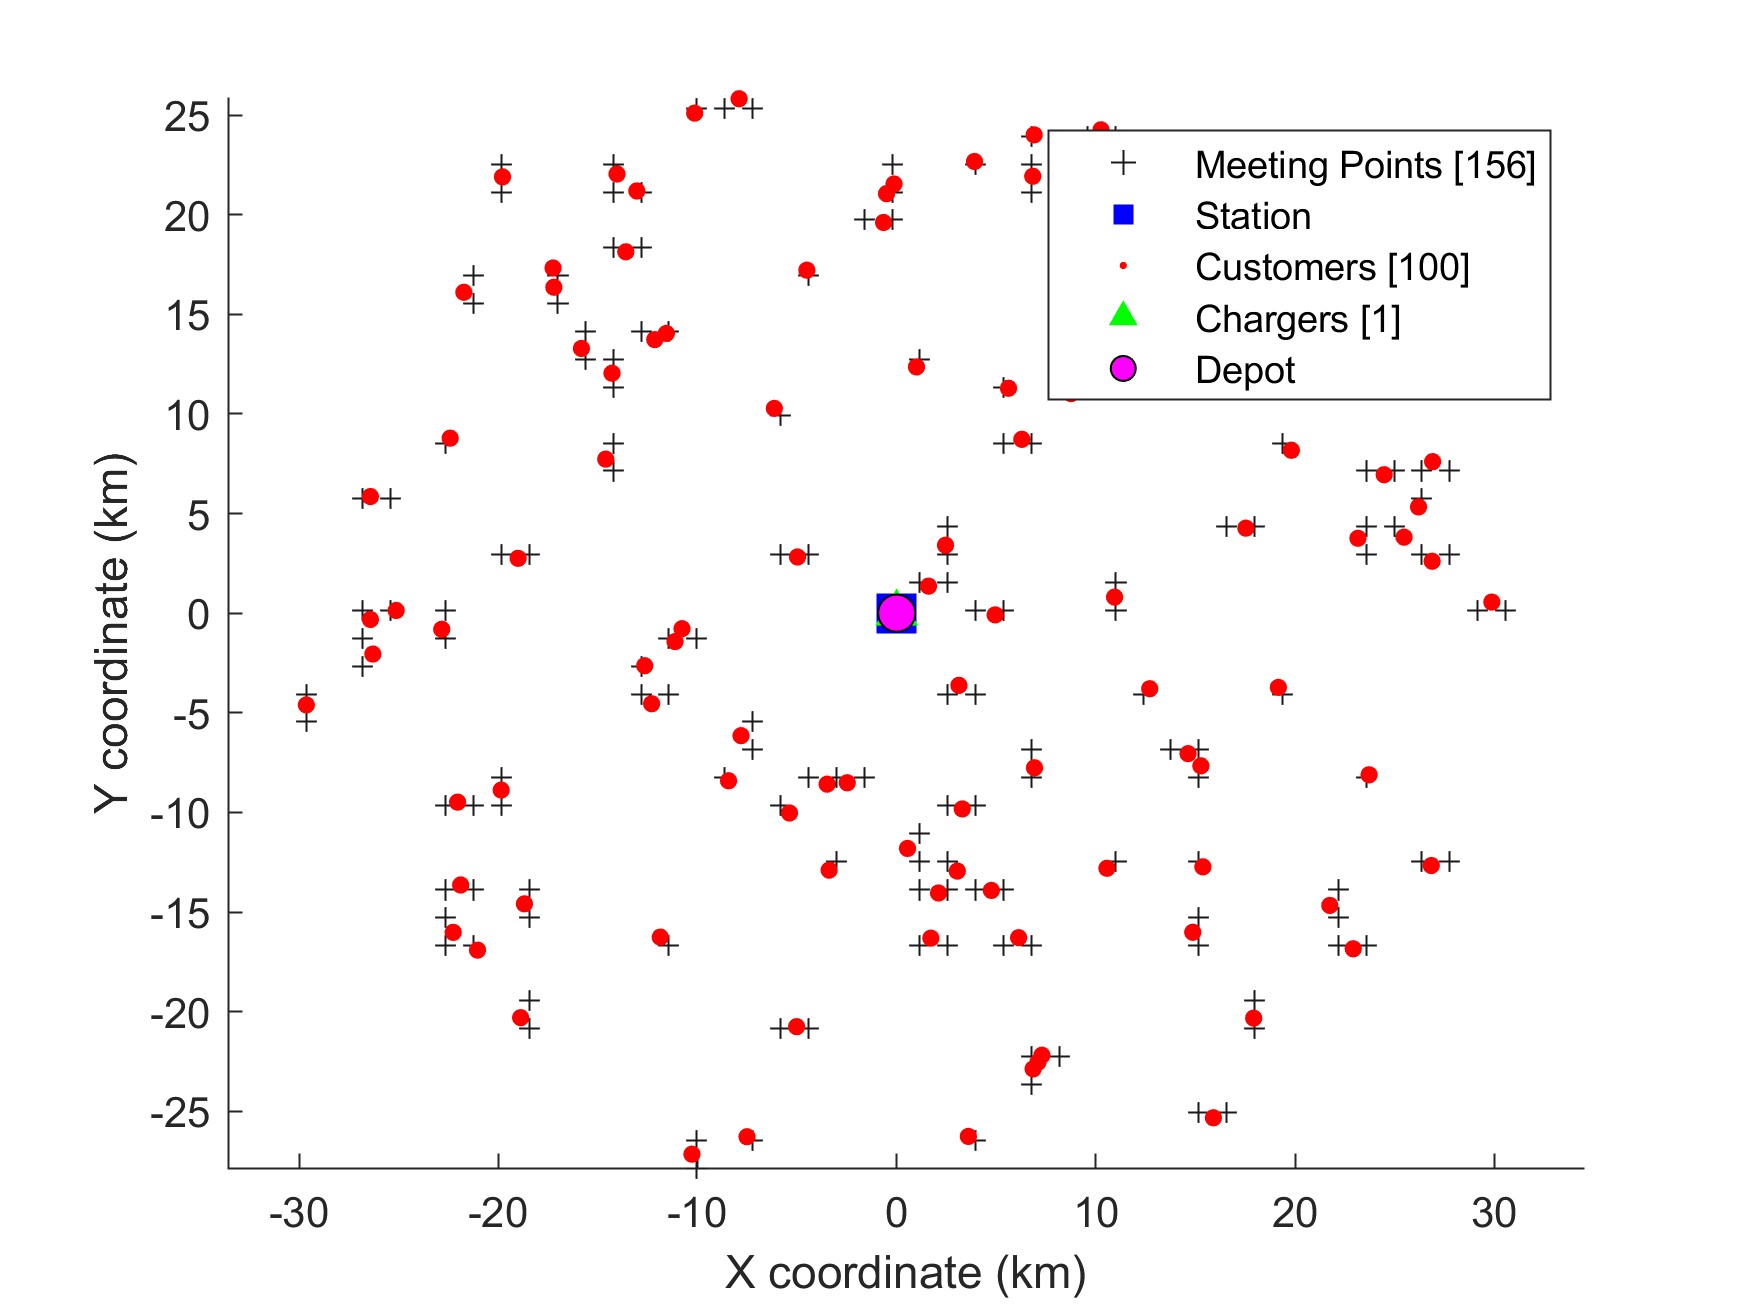 25
20
15
10
5
0
-5
-10
-15
-20
-25
Y coordinate (km)
Meeting Points [156]
Station
Customers [100]
Chargers [1]
Depot
-30 -20 -10 0 10 20 30
X coordinate (km)